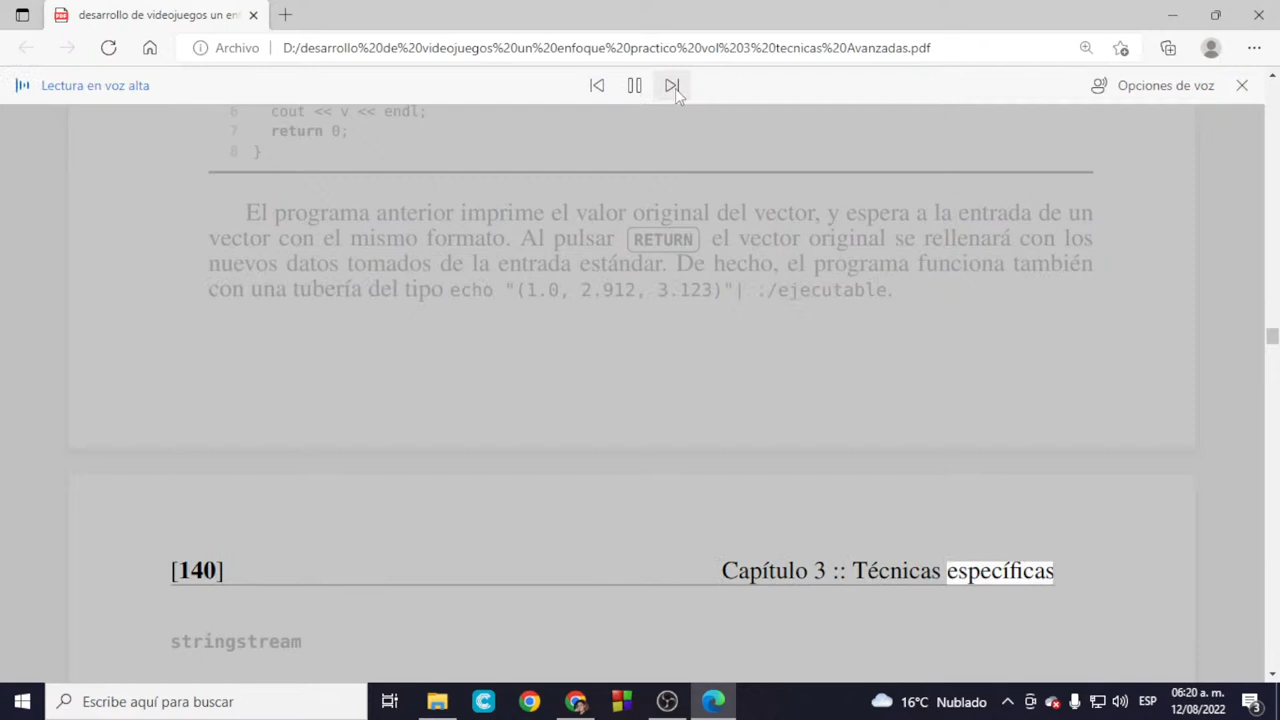 desarrollo de videojuegos un en
Archivo
D:/desarrollo%20de%20videojuegos%20un%20enfoque%20practico%20vol%203%20tecnicas%20Avanzadas.pdf
Lectura en voz alta
Opciones de voz
6 cout << v << endl;
7 return 0;
8 }
El programa anterior imprime el valor original del vector, y espera a la entrada de un
vector con el mismo formato. Al pulsar RETURN el vector original se rellenará con los
nuevos datos tomados de la entrada estándar. De hecho, el programa funciona también
con una tubería del tipo echo "(1.0, 2.912, 3.123)"| :/ejecutable.
[140]
Capítulo 3 :: Técnicas específicas
stringstream
Escribe aquí para buscar
16°C Nublado
ESP
06:20 a. m.
12/08/2022
3